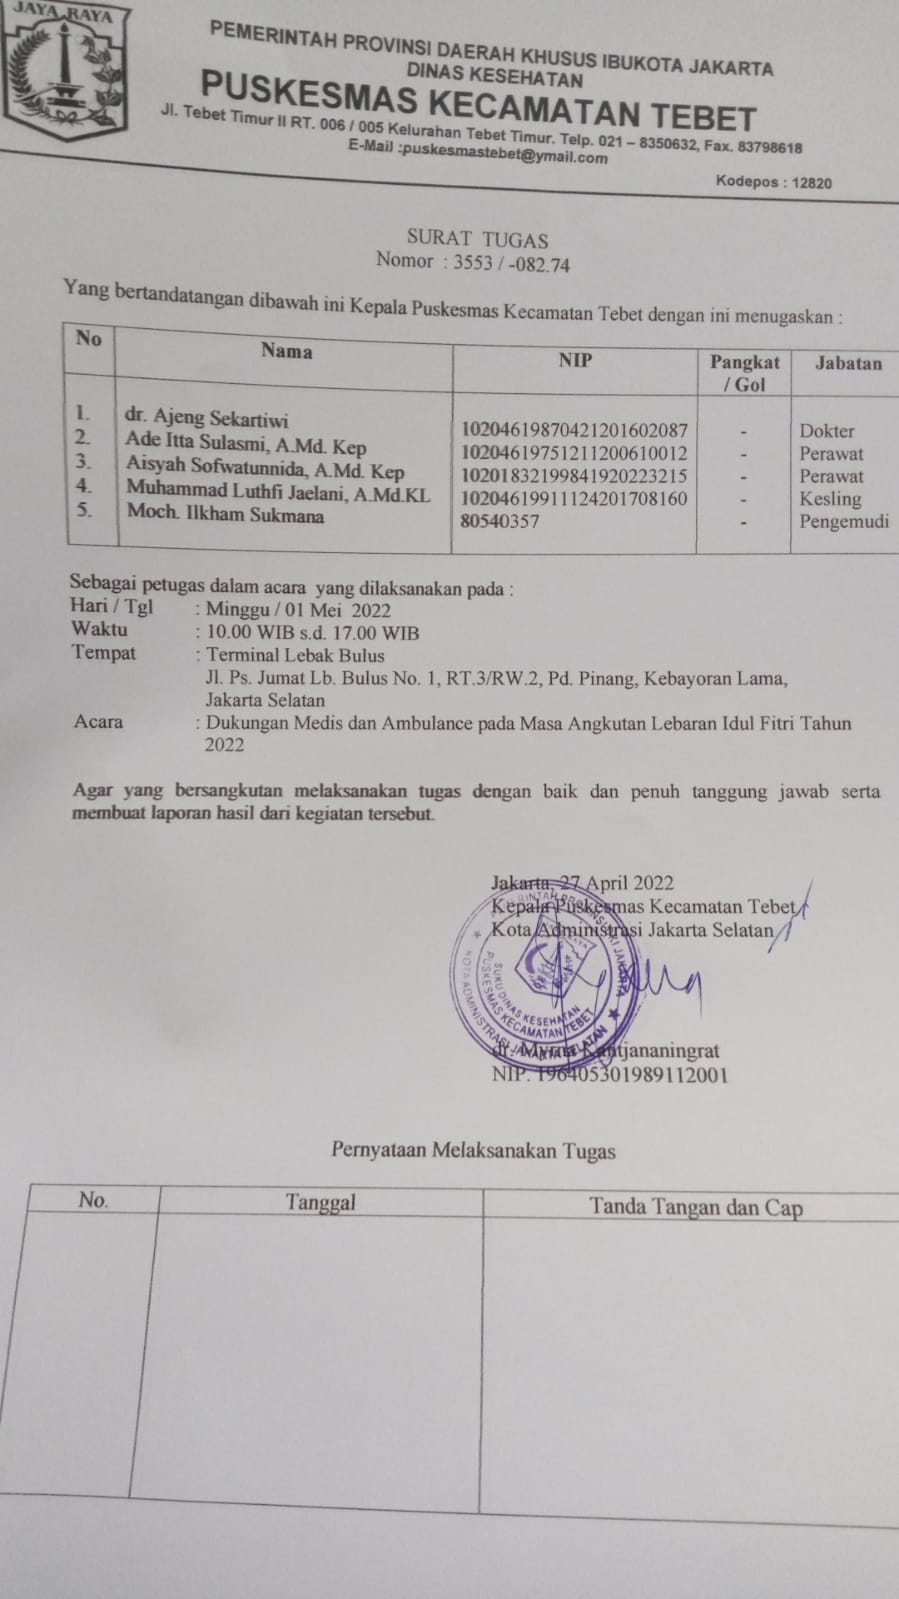 JAYA RAYA
PEMERINTAH PROVINSI DAERAH KHUSUS IBUKOTA JAKARTA
DINAS KESEHATAN
PUSKESMAS KECAMATAN TEBET
Jl. Tebet Timur II RT. 006 / 005 Kelurahan Tebet Timur. Telp. 021 – 8350632, Fax. 83798618
E-Mail :puskesmastebet@ymail.com
Kodepos : 12820
SURAT TUGAS
Nomor : 3553 / -082.74
Yang bertandatangan dibawah ini Kepala Puskesmas Kecamatan Tebet dengan ini menugaskan :
No Nama NIP Pangkat / Gol Jabatan
1. dr. Ajeng Sekartiwi 10204619870421201602087 - Dokter
2. Ade Itta Sulasmi, A.Md. Kep 10204619751211200610012 - Perawat
3. Aisyah Sofwatunnida, A.Md. Kep 10201832199841920223215 - Perawat
4. Muhammad Luthfi Jaelani, A.Md.KL 10204619911124201708160 - Kesling
5. Moch. Ilkham Sukmana 80540357 - Pengemudi
Sebagai petugas dalam acara yang dilaksanakan pada :
Hari / Tgl : Minggu / 01 Mei 2022
Waktu : 10.00 WIB s.d. 17.00 WIB
Tempat : Terminal Lebak Bulus
Jl. Ps. Jumat Lb. Bulus No. 1, RT.3/RW.2, Pd. Pinang, Kebayoran Lama,
Jakarta Selatan
Acara : Dukungan Medis dan Ambulance pada Masa Angkutan Lebaran Idul Fitri Tahun
2022
Agar yang bersangkutan melaksanakan tugas dengan baik dan penuh tanggung jawab serta
membuat laporan hasil dari kegiatan tersebut.
Jakarta, 27 April 2022
Kepala Puskesmas Kecamatan Tebet
Kota Administrasi Jakarta Selatan
SUKU DINAS KESEHATAN
PUSKESMAS KECAMATAN TEBET
KOTA ADMINISTRASI JAKARTA SELATAN
dr. Myrna Kantjananingrat
NIP. 196405301989112001
Pernyataan Melaksanakan Tugas
No. Tanggal Tanda Tangan dan Cap